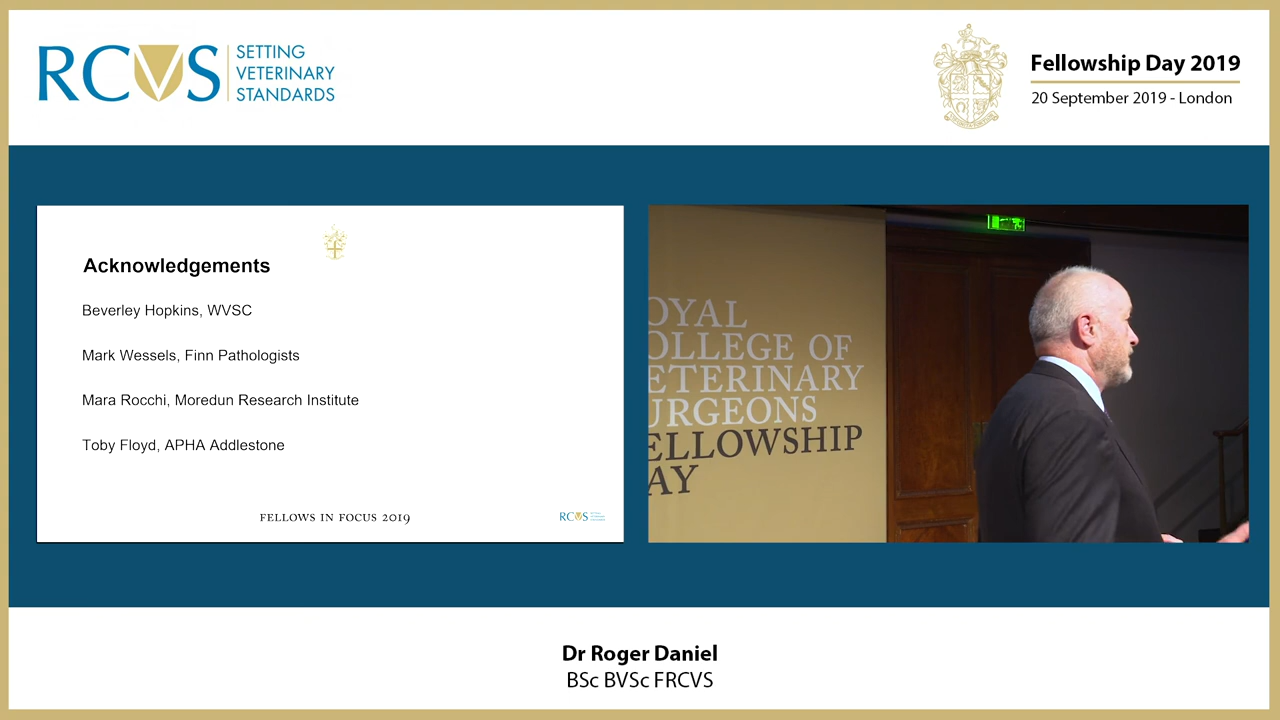 RCVS
SETTING
VETERINARY
STANDARDS
Fellowship Day 2019
20 September 2019 - London
Acknowledgements
Beverley Hopkins, WVSC
Mark Wessels, Finn Pathologists
Mara Rocchi, Moredun Research Institute
Toby Floyd, APHA Addlestone
FELLOWS IN FOCUS 2019
RCVS
OYAL
OLLEGE OF
ETERINARY
URGEONS
ELLOWSHIP
AY
Dr Roger Daniel
BSc BVSc FRCVS